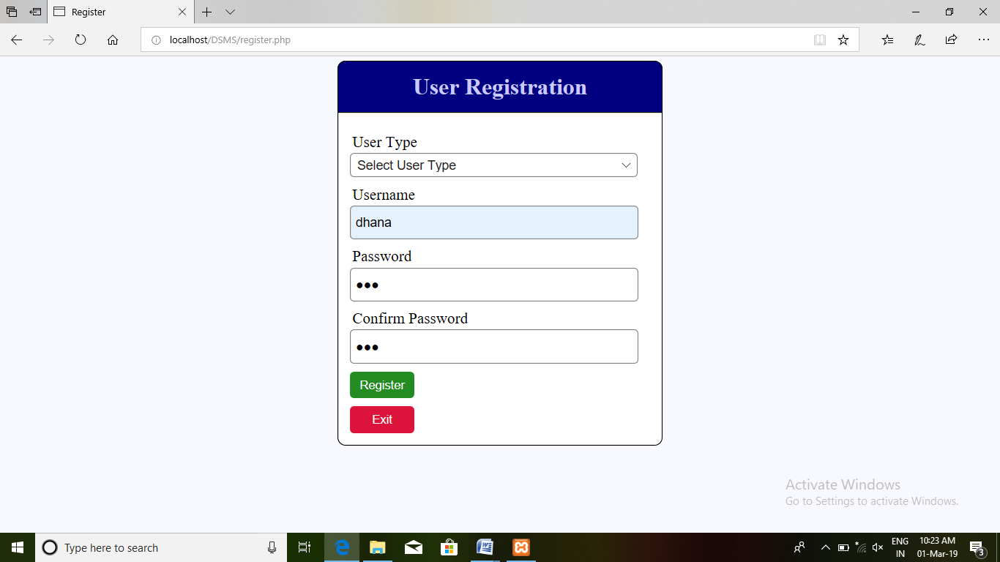 Register
localhost/DSMS/register.php
User Registration
User Type
Select User Type
Username
dhana
Password
●●●
Confirm Password
●●●
Register
Exit
Activate Windows
Go to Settings to activate Windows.
Type here to search
ENG
IN
10:23 AM
01-Mar-19
3